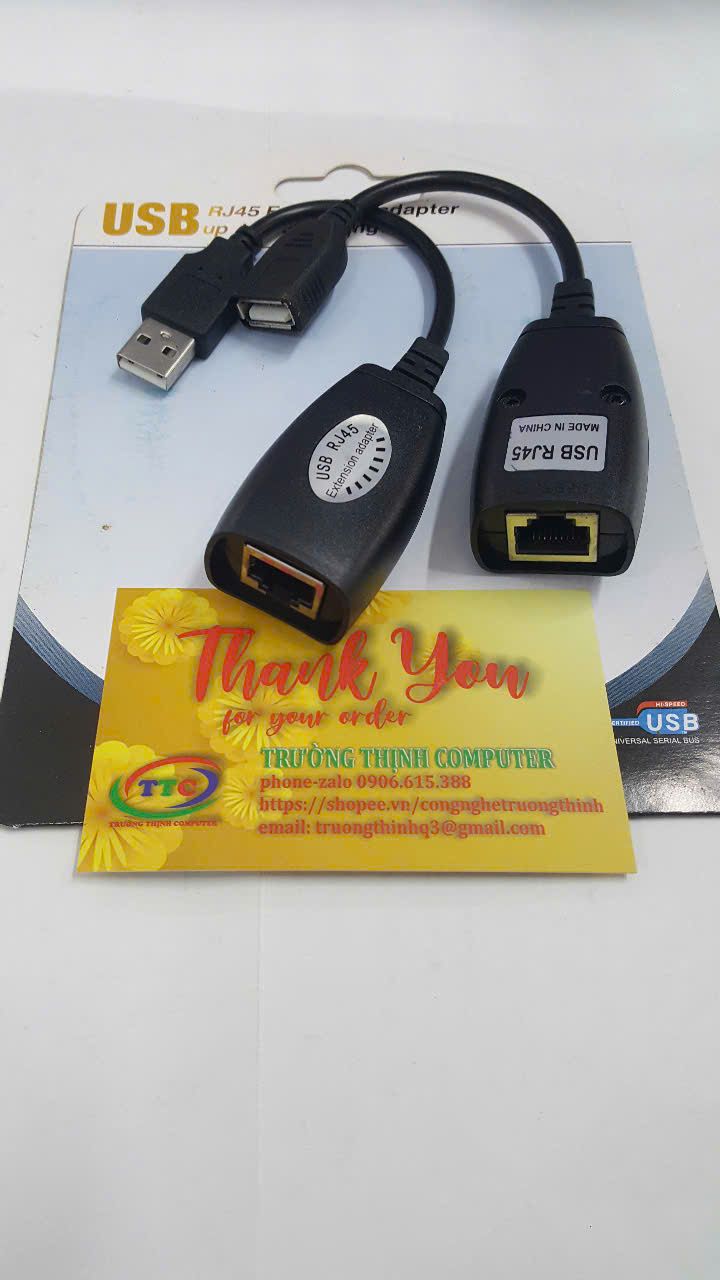 USB RJ45
up
USB RJ45
Extension adapter
USB RJ45
MADE IN CHINA
Thank You
for your order
TTC
TRƯỜNG THỊNH COMPUTER
TRƯỜNG THỊNH COMPUTER
phone-zalo 0906.615.388
https://shopee.vn/congnghetruongthinh
email: truongthinhq3@gmail.com
HI-SPEED
CERTIFIED USB
UNIVERSAL SERIAL BUS